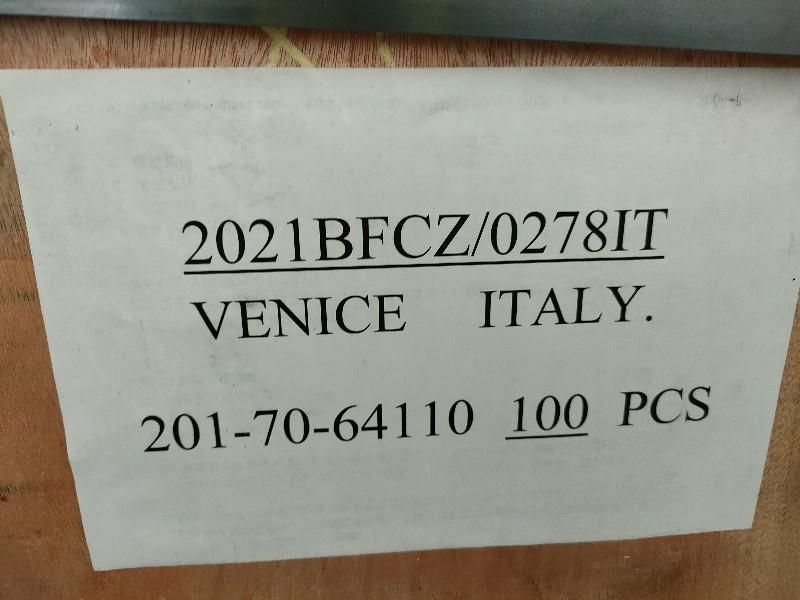 2021BFCZ/0278IT
VENICE ITALY.
201-70-64110 100 PCS